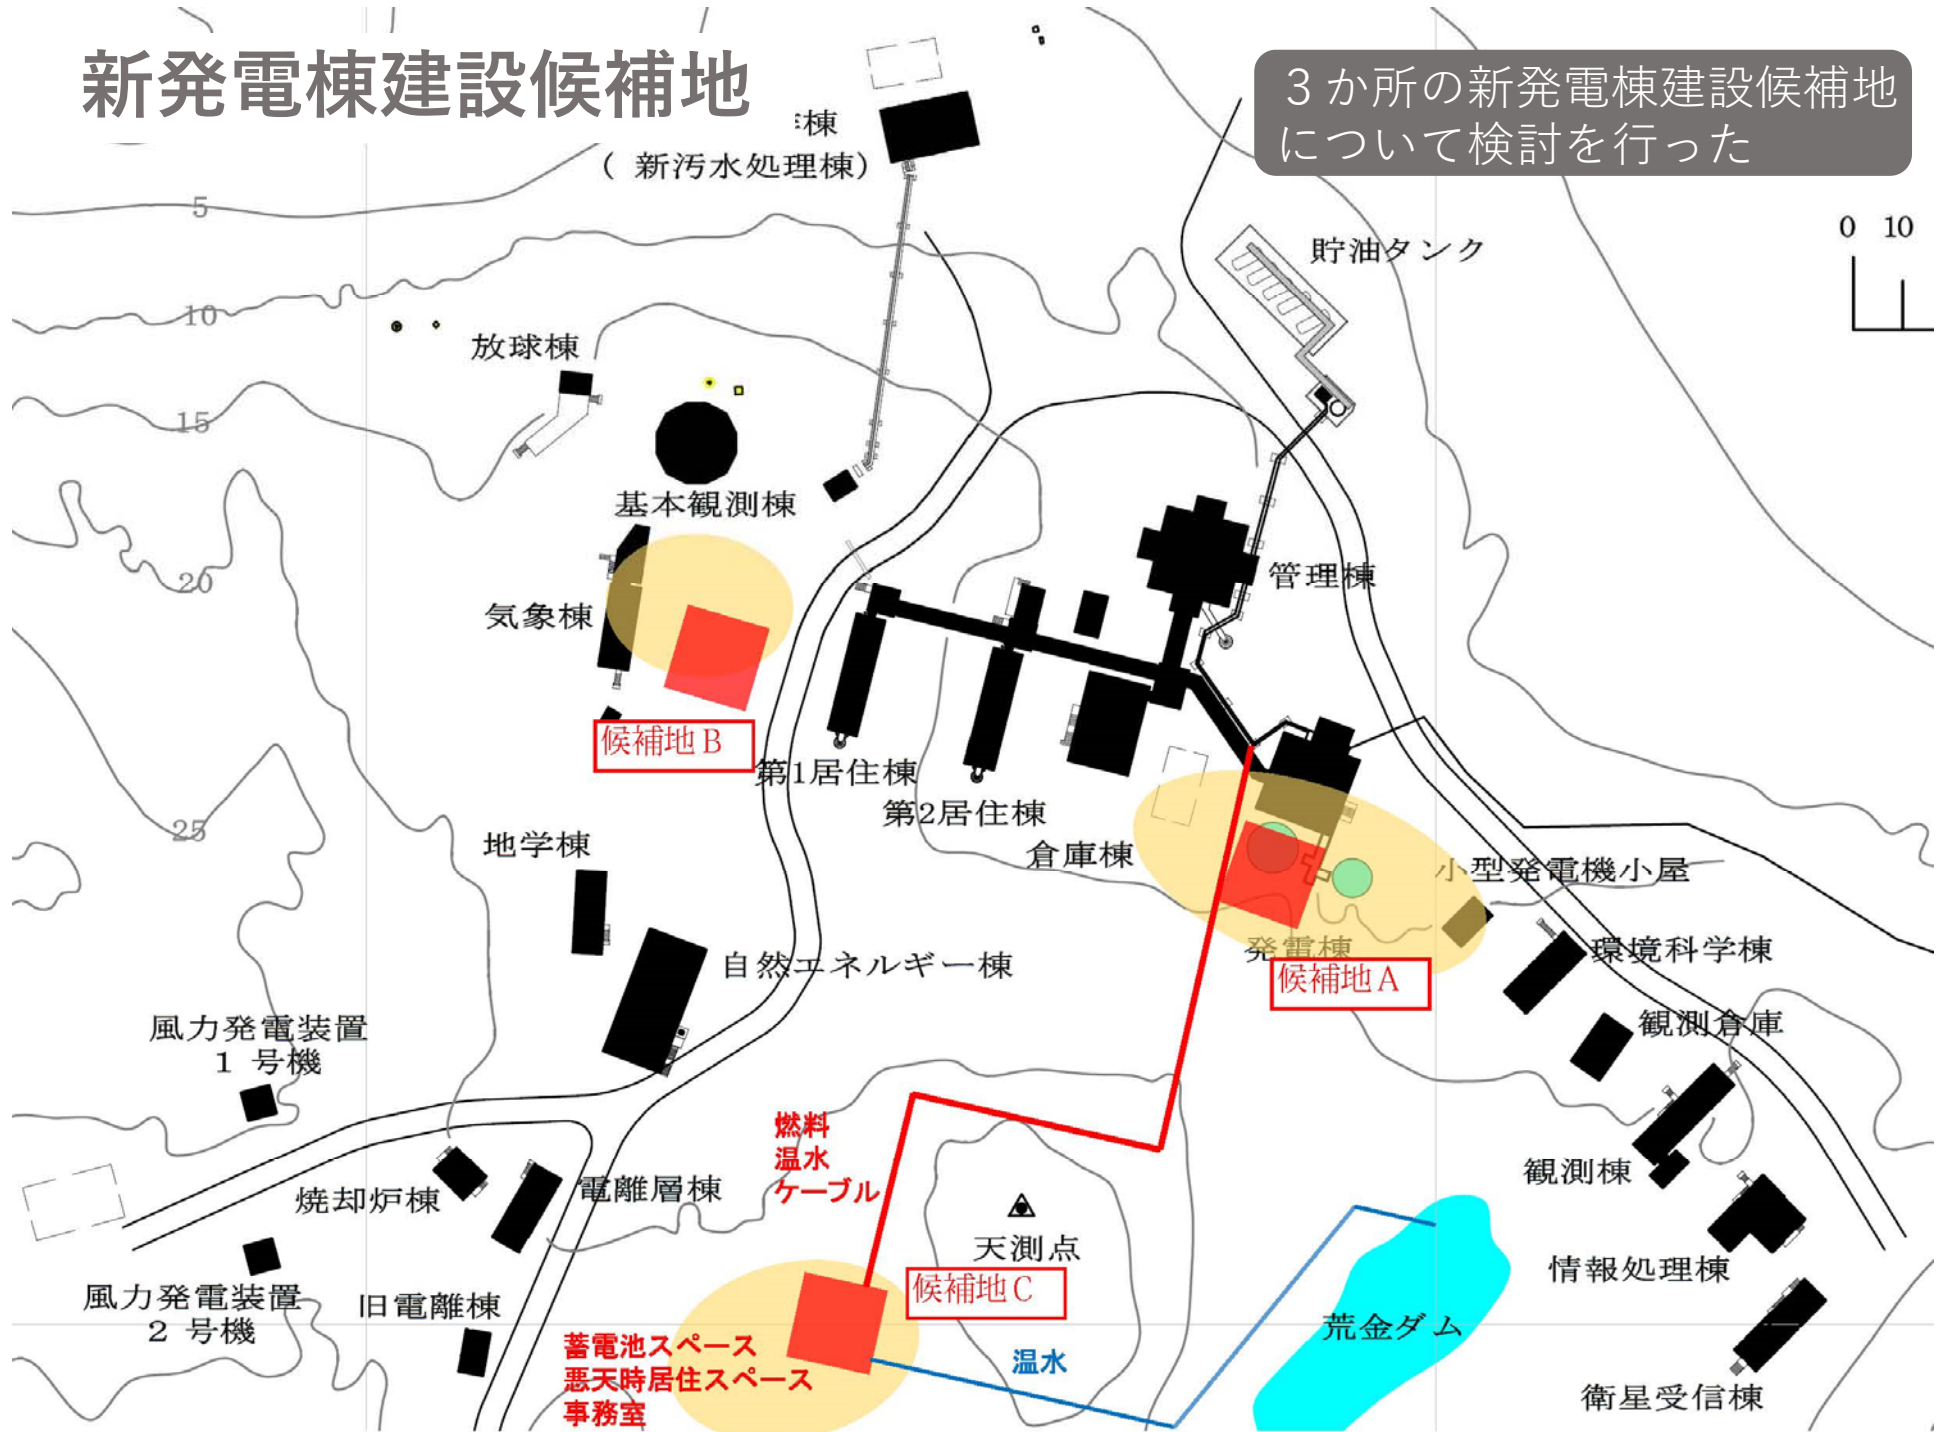 新発電棟建設候補地
３か所の新発電棟建設候補地
について検討を行った
棟
（ 新汚水処理棟）
0 10
貯油タンク
5
10
15
20
25
放球棟
基本観測棟
気象棟
管理棟
候補地Ｂ
第1居住棟
第2居住棟
倉庫棟
地学棟
小型発電機小屋
発電棟
候補地Ａ
環境科学棟
自然エネルギー棟
風力発電装置
1 号機
観測倉庫
燃料
温水
ケーブル
観測棟
焼却炉棟
電離層棟
天測点
候補地Ｃ
情報処理棟
風力発電装置
2 号機
旧電離棟
荒金ダム
蓄電池スペース
悪天時居住スペース
事務室
温水
衛星受信棟